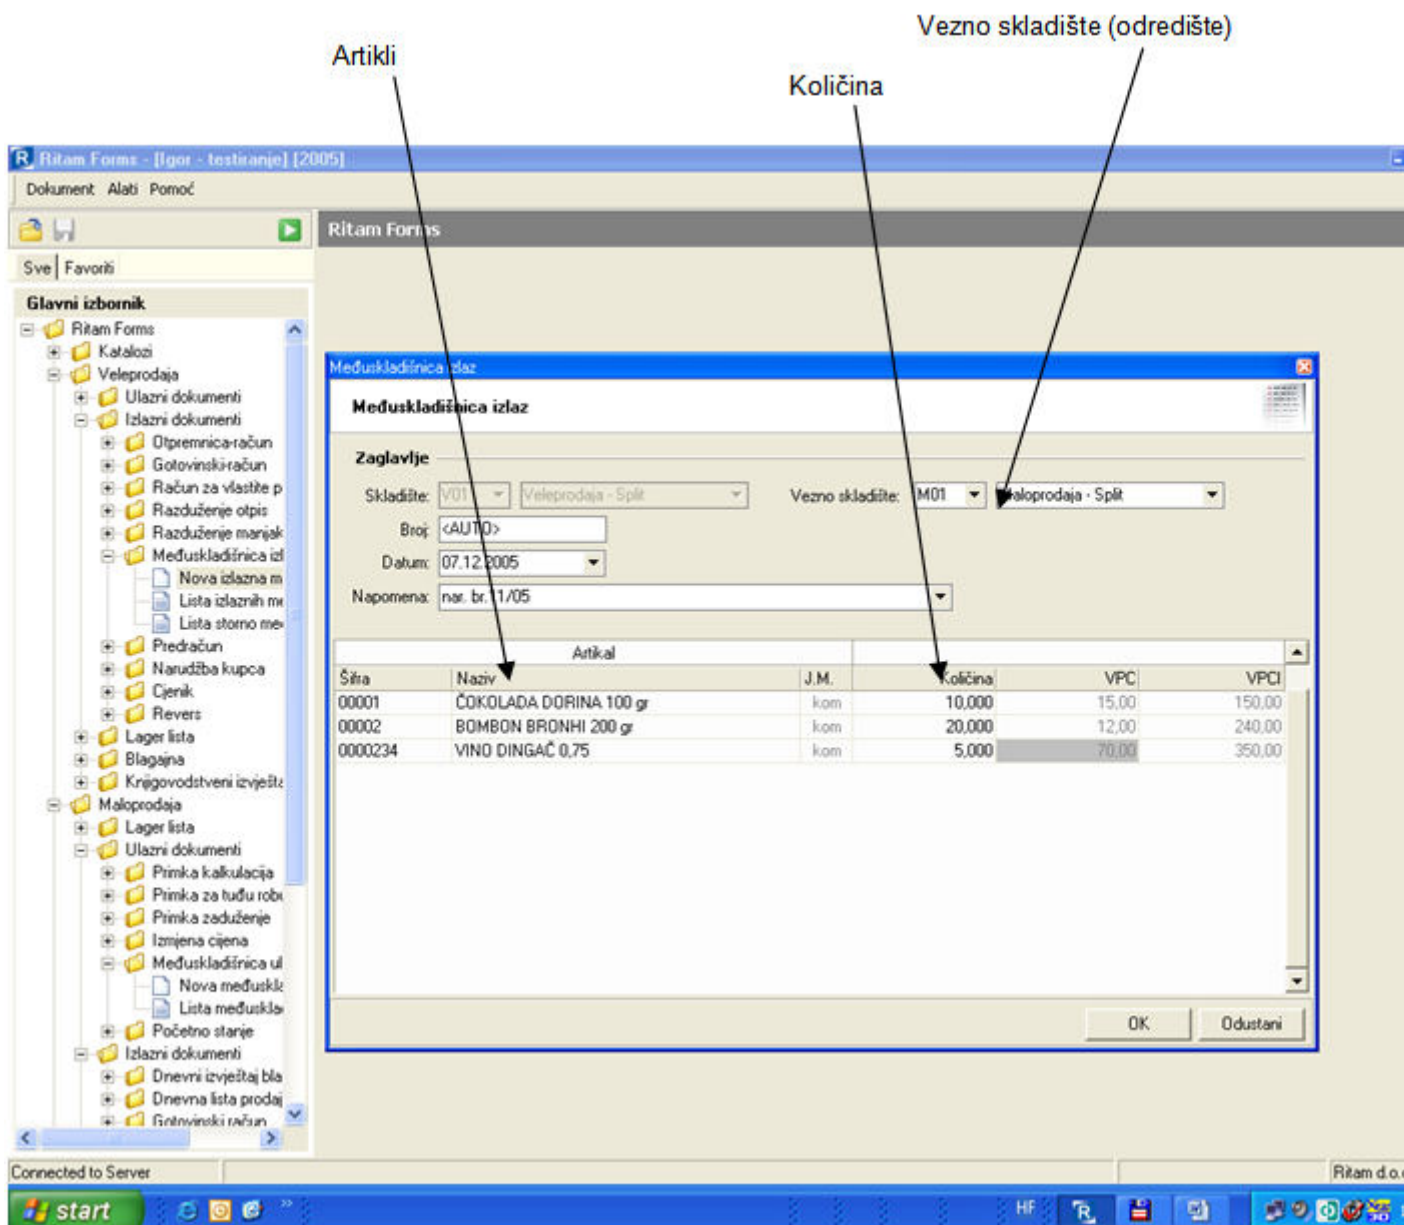 Vezno skladište (odredište)
Artikli
Količina
Ritam Forms - [Igor - testiranje] [2005]
Dokument Alati Pomoć
Ritam Forms
Sve Favoriti
Glavni izbornik
Ritam Forms
Katalozi
Veleprodaja
Ulazni dokumenti
Izlazni dokumenti
Otpremnica-račun
Gotovinski-račun
Račun za vlastite p
Razduženje otpis
Razduženje manjak
Međuskladišnica izl
Nova izlazna m
Lista izlaznih me
Lista storno me
Predračun
Narudžba kupca
Cjenik
Revers
Lager lista
Blagajna
Knjigovodstveni izvješta
Maloprodaja
Lager lista
Ulazni dokumenti
Primka kalkulacija
Primka za tuđu rob
Primka zaduženje
Izmjena cijena
Međuskladišnica ul
Nova međuskla
Lista međuskla
Početno stanje
Izlazni dokumenti
Dnevni izvještaj bla
Dnevna lista prodaj
Gotovinski račun
Međuskladišnica izlaz
Međuskladišnica izlaz
Zaglavlje
Skladište: V01 Veleprodaja - Split Vezno skladište: M01 Maloprodaja - Split
Broj: <AUTO>
Datum: 07.12.2005
Napomena: nar. br.11/05
Artikal
Šifra Naziv J.M. Količina VPC VPCI
00001 ČOKOLADA DORINA 100 gr kom 10,000 15,00 150,00
00002 BOMBON BRONHI 200 gr kom 20,000 12,00 240,00
0000234 VINO DINGAČ 0,75 kom 5,000 70,00 350,00
OK Odustani
Connected to Server Ritam d.o.
start HF